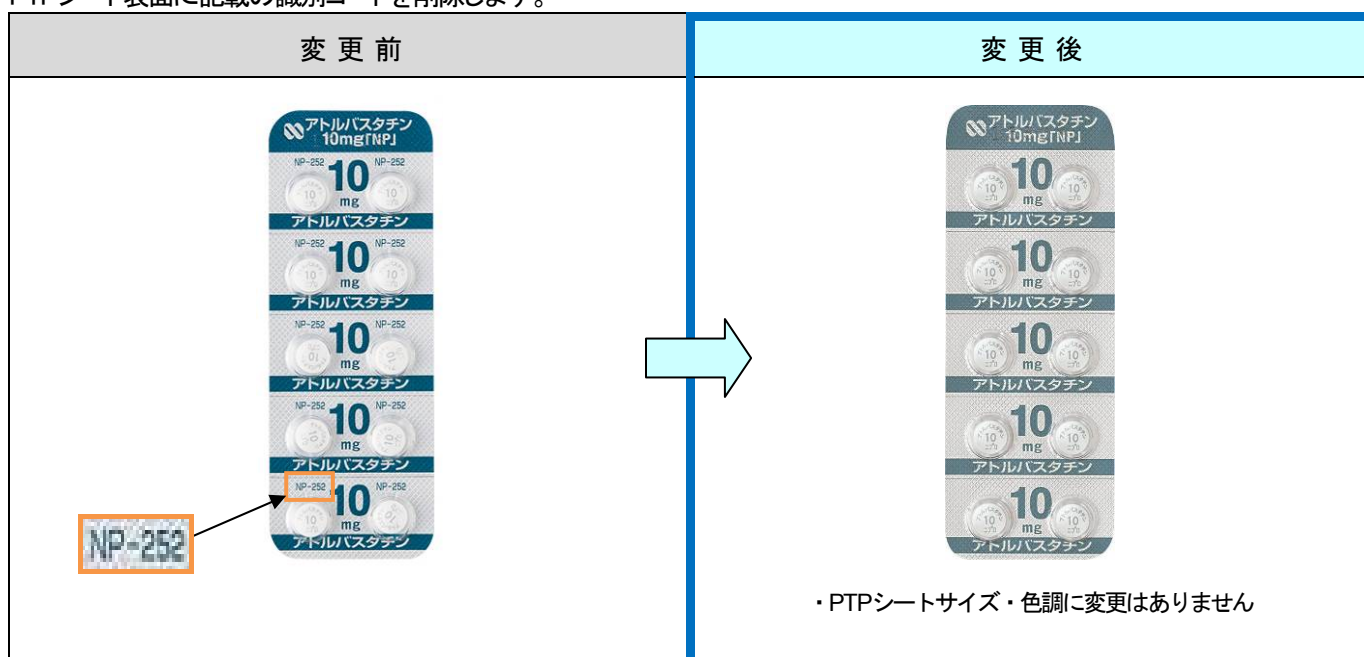 PTPシート表面に記載の識別コードを削除します。
変更前
変更後
アトルバスタチン
10mg「NP」
NP-252 10 NP-252
mg
アトルバスタチン
NP-252 10 NP-252
mg
アトルバスタチン
NP-252 10 NP-252
mg
アトルバスタチン
NP-252 10 NP-252
mg
アトルバスタチン
NP-252 10 NP-252
mg
アトルバスタチン
NP-252
アトルバスタチン
10mg「NP」
10
mg
アトルバスタチン
10
mg
アトルバスタチン
10
mg
アトルバスタチン
10
mg
アトルバスタチン
10
mg
アトルバスタチン
・PTPシートサイズ・色調に変更はありません